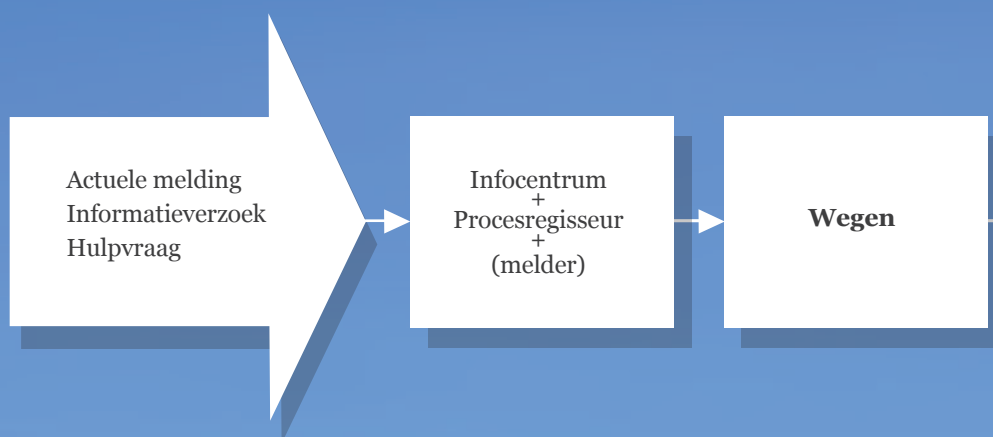 Actuele melding
Informatieverzoek
Hulpvraag
Infocentrum
+
Procesregisseur
+
(melder)
Wegen